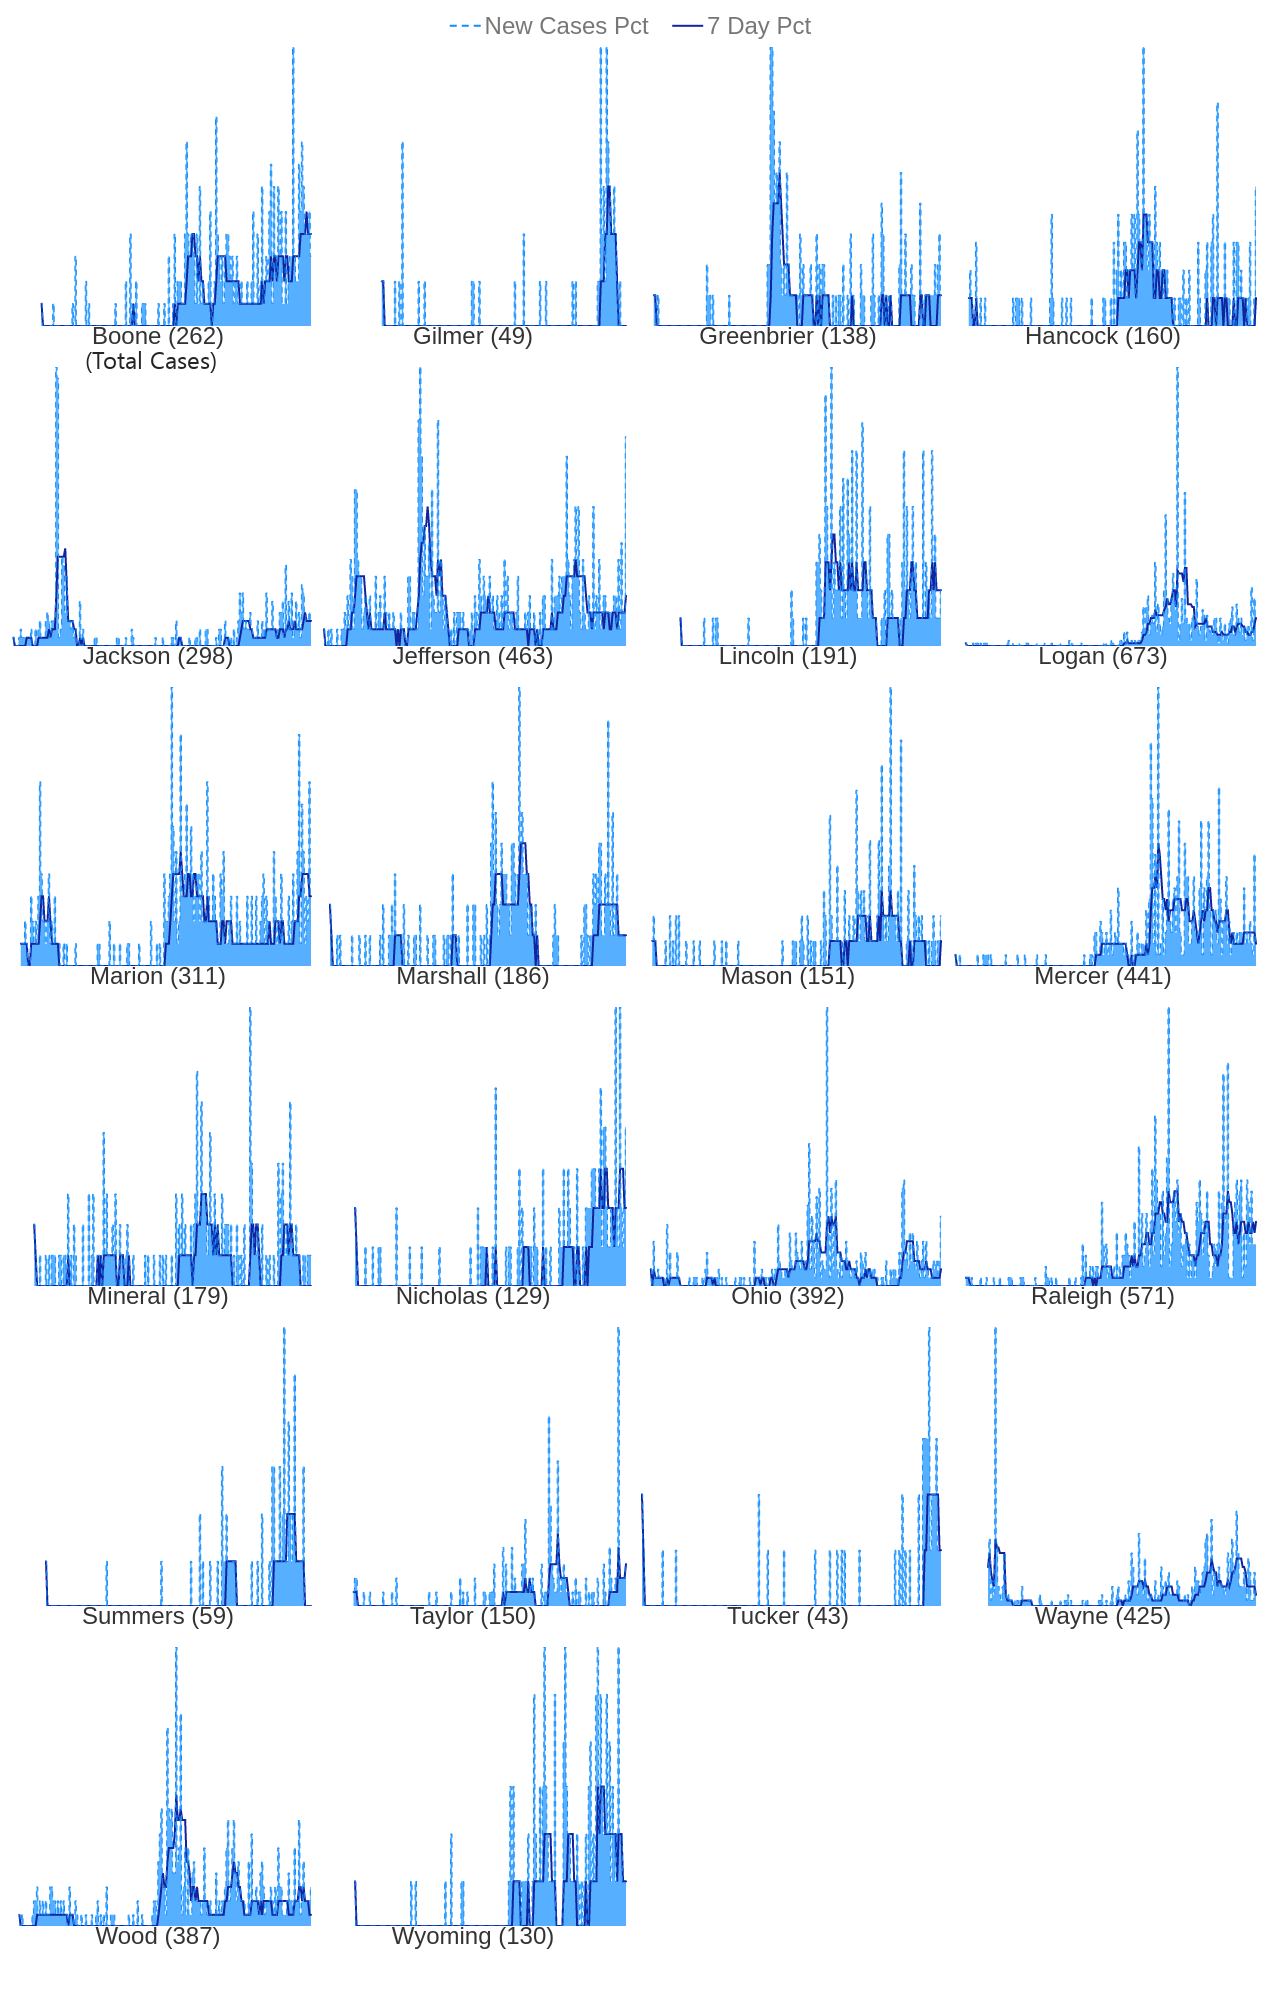 New Cases Pct 7 Day Pct
Boone (262) Gilmer (49) Greenbrier (138) Hancock (160)
(Total Cases)
Jackson (298) Jefferson (463) Lincoln (191) Logan (673)
Marion (311) Marshall (186) Mason (151) Mercer (441)
Mineral (179) Nicholas (129) Ohio (392) Raleigh (571)
Summers (59) Taylor (150) Tucker (43) Wayne (425)
Wood (387) Wyoming (130)